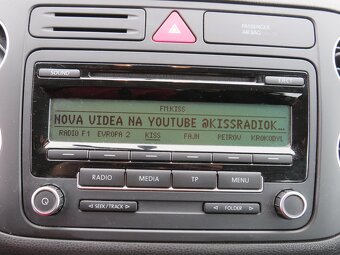 PASSENGER
AIR BAG
SOUND
EJECT
FM:KISS
NOVA VIDEA NA YOUTUBE @KISSRADIOK...
RADIO F1 EVROPA 2 KISS FAJN PETROV KROKODYL
RADIO MEDIA TP MENU
SEEK/TRACK FOLDER